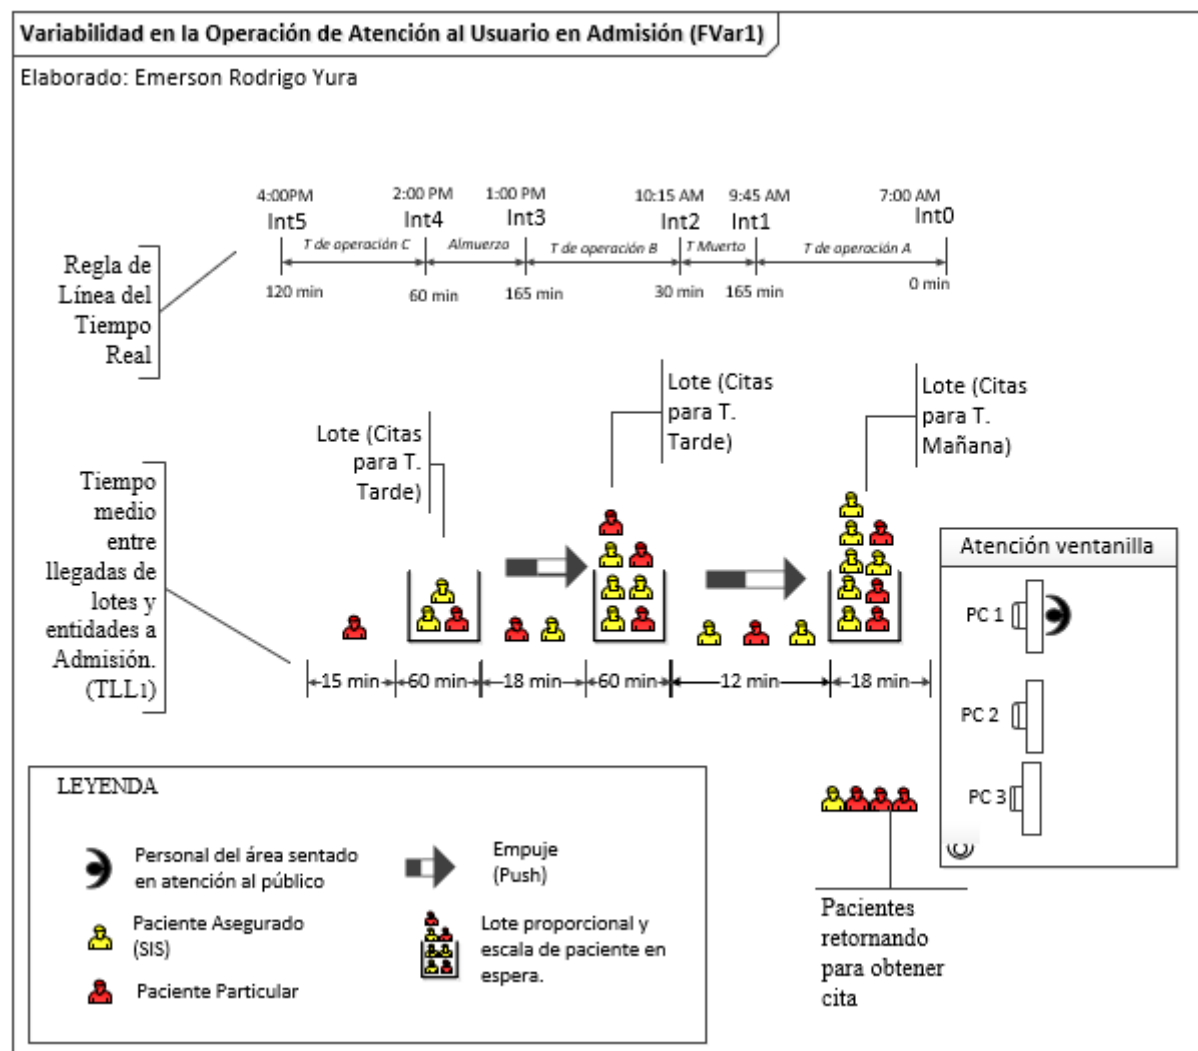 Variabilidad en la Operación de Atención al Usuario en Admisión (FVar1)
Elaborado: Emerson Rodrigo Yura
4:00PM
2:00 PM
1:00 PM
10:15 AM
9:45 AM
7:00 AM
Int5
Int4
Int3
Int2
Int1
Int0
T de operación C
Almuerzo
T de operación B
T Muerto
T de operación A
120 min
60 min
165 min
30 min
165 min
0 min
Regla de
Línea del
Tiempo
Real
Lote (Citas
para T.
Tarde)
Lote (Citas
para T.
Tarde)
Lote (Citas
para T.
Mañana)
Tiempo
medio
entre
llegadas de
lotes y
entidades a
Admisión.
(TLL1)
15 min
60 min
18 min
60 min
12 min
18 min
Atención ventanilla
PC 1
PC 2
PC 3
Pacientes
retornando
para obtener
cita
LEYENDA
Personal del área sentado
en atención al público
Paciente Asegurado
(SIS)
Paciente Particular
Empuje
(Push)
Lote proporcional y
escala de paciente en
espera.